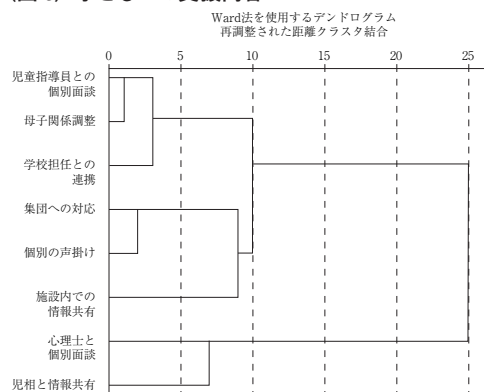 Ward法を使用するデンドログラム
再調整された距離クラスタ結合
0 5 10 15 20 25
児童指導員との
個別面談
母子関係調整
学校担任との
連携
集団への対応
個別の声掛け
施設内での
情報共有
心理士と
個別面談
児相と情報共有